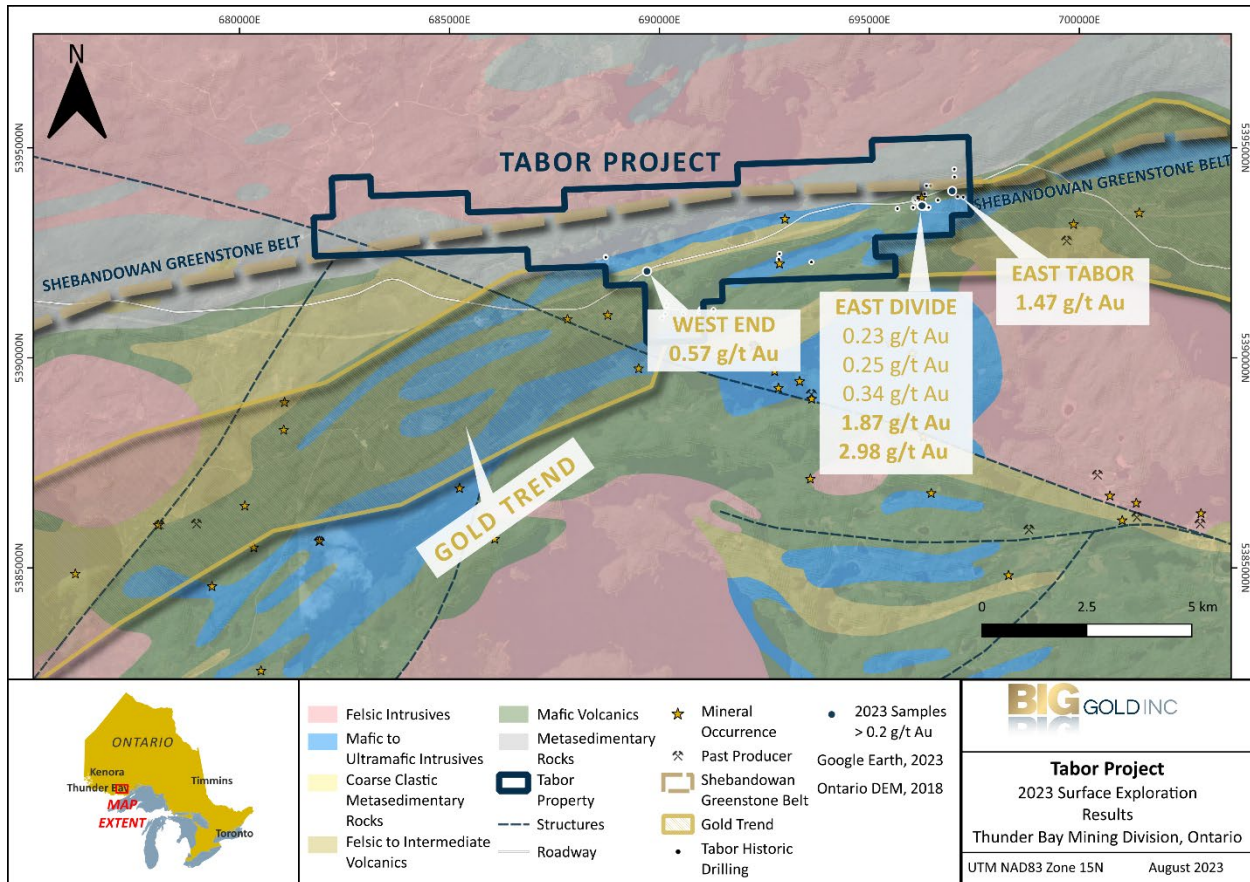 680000E
685000E
690000E
695000E
700000E
5395000N
5390000N
5385000N
5395000N
5390000N
5385000N
N
TABOR PROJECT
SHEBANDOWAN GREENSTONE BELT
SHEBANDOWAN GREENSTONE BELT
WEST END
0.57 g/t Au
EAST DIVIDE
0.23 g/t Au
0.25 g/t Au
0.34 g/t Au
1.87 g/t Au
2.98 g/t Au
EAST TABOR
1.47 g/t Au
GOLD TREND
0 2.5 5 km
ONTARIO
Kenora
Thunder Bay
Timmins
MAP
EXTENT
Toronto
Felsic Intrusives
Mafic to
Ultramafic Intrusives
Coarse Clastic
Metasedimentary
Rocks
Felsic to Intermediate
Volcanics
Mafic Volcanics
Metasedimentary
Rocks
Tabor
Property
Structures
Roadway
Mineral
Occurrence
Past Producer
Shebandowan
Greenstone Belt
Gold Trend
Tabor Historic
Drilling
2023 Samples
> 0.2 g/t Au
Google Earth, 2023
Ontario DEM, 2018
BIG GOLD INC
Tabor Project
2023 Surface Exploration
Results
Thunder Bay Mining Division, Ontario
UTM NAD83 Zone 15N August 2023